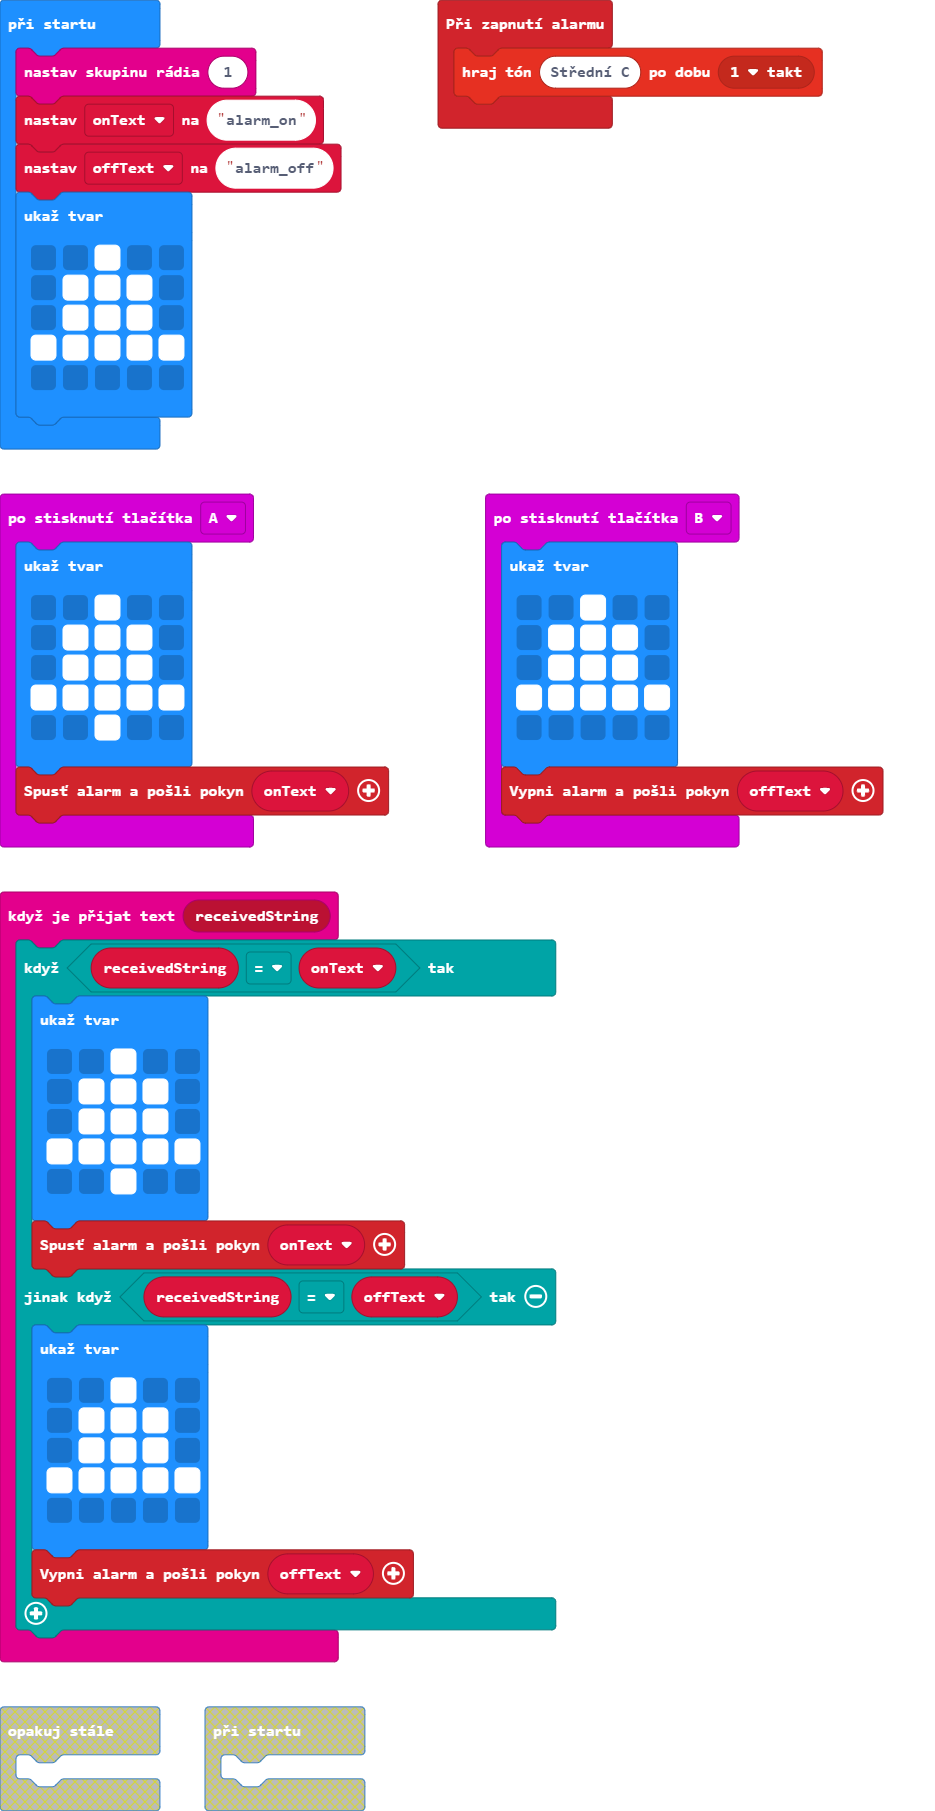 při startu
nastav skupinu rádia 1
nastav onText na "alarm_on"
nastav offText na "alarm_off"
ukaž tvar
Při zapnutí alarmu
hraj tón Střední C po dobu 1 takt
po stisknutí tlačítka A
ukaž tvar
Spusť alarm a pošli pokyn onText
po stisknutí tlačítka B
ukaž tvar
Vypni alarm a pošli pokyn offText
když je přijat text receivedString
když receivedString = onText tak
ukaž tvar
Spusť alarm a pošli pokyn onText
jinak když receivedString = offText tak
ukaž tvar
Vypni alarm a pošli pokyn offText
opakuj stále
při startu